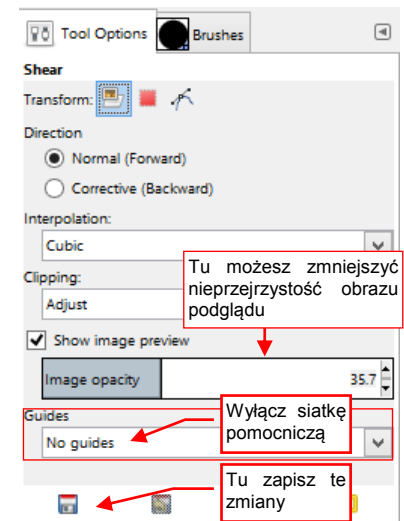 Tool Options Brushes
Shear
Transform:
Direction
Normal (Forward)
Corrective (Backward)
Interpolation:
Cubic
Clipping:
Adjust
Tu możesz zmniejszyć
nieprzejrzystość obrazu
podglądu
Show image preview
Image opacity 35.7
Guides
No guides
Wyłącz siatkę
pomocniczą
Tu zapisz te
zmiany